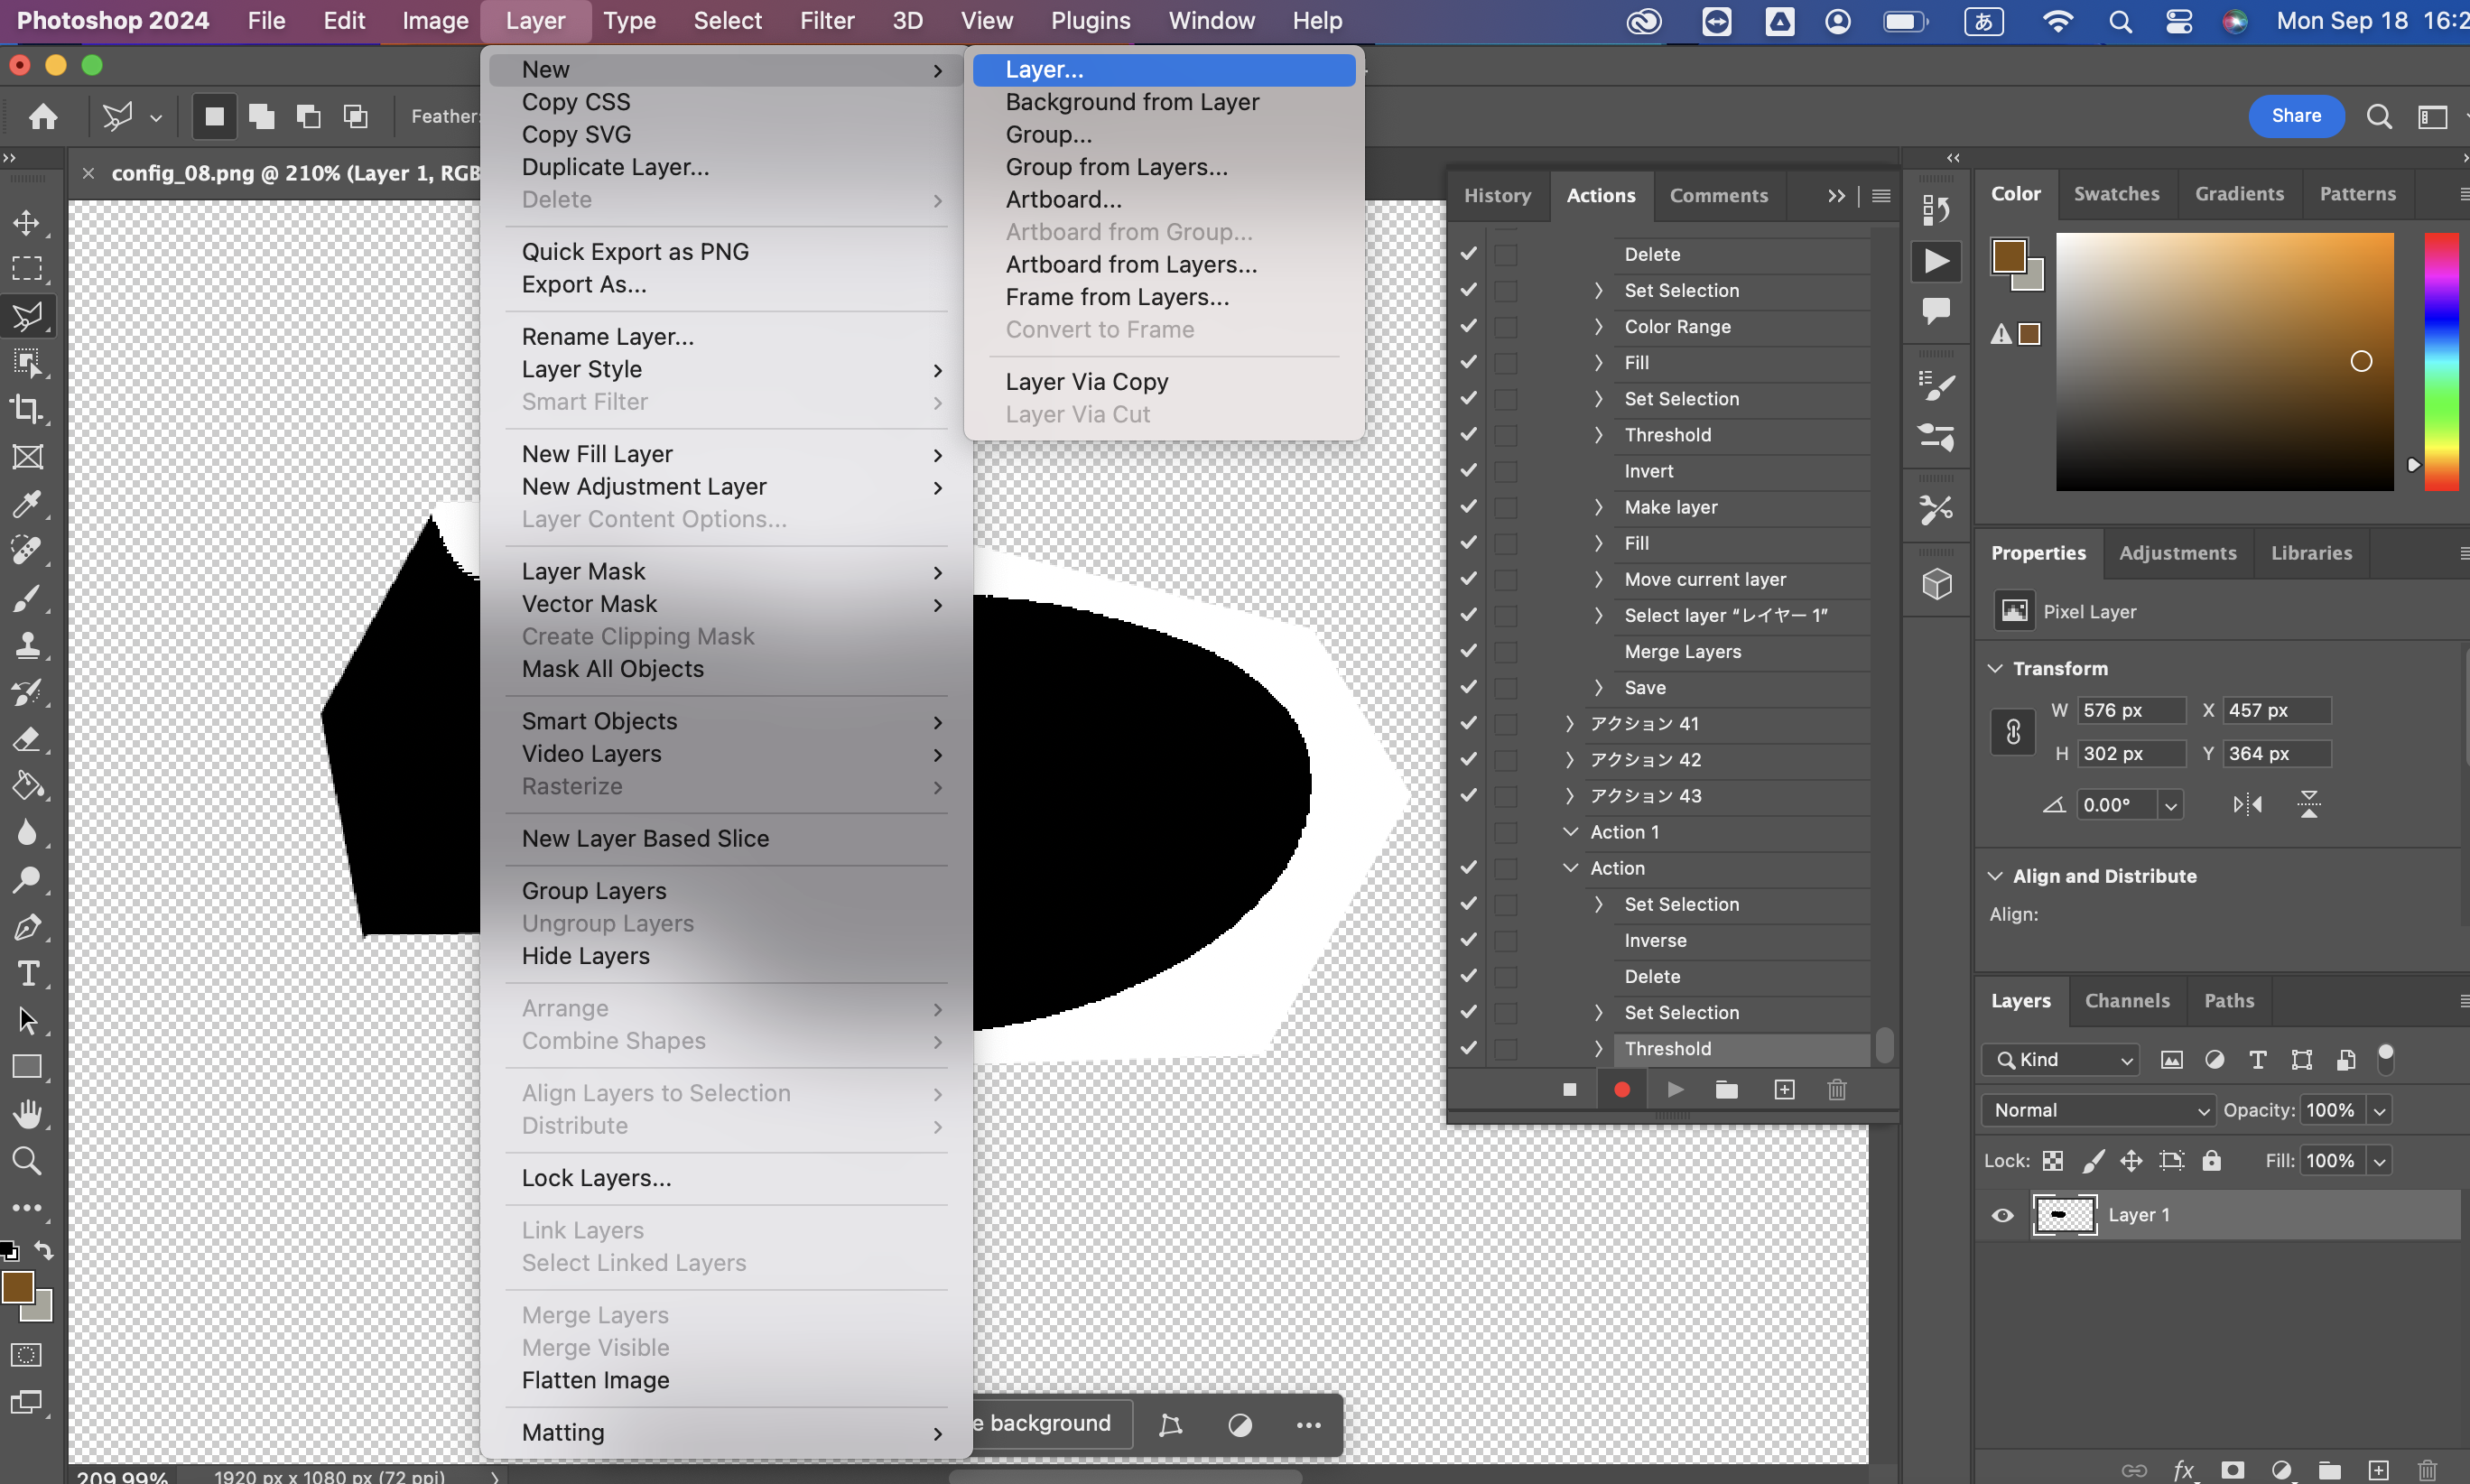 Photoshop 2024 File Edit Image Layer Type Select Filter 3D View Plugins Window Help
あ Mon Sep 18 16:2
Feather:
Share
config_08.png @ 210% (Layer 1, RGB
New
Copy CSS
Copy SVG
Duplicate Layer...
Delete
Quick Export as PNG
Export As...
Rename Layer...
Layer Style
Smart Filter
New Fill Layer
New Adjustment Layer
Layer Content Options...
Layer Mask
Vector Mask
Create Clipping Mask
Mask All Objects
Smart Objects
Video Layers
Rasterize
New Layer Based Slice
Group Layers
Ungroup Layers
Hide Layers
Arrange
Combine Shapes
Align Layers to Selection
Distribute
Lock Layers...
Link Layers
Select Linked Layers
Merge Layers
Merge Visible
Flatten Image
Matting
Layer...
Background from Layer
Group...
Group from Layers...
Artboard...
Artboard from Group...
Artboard from Layers...
Frame from Layers...
Convert to Frame
Layer Via Copy
Layer Via Cut
e background
209.99% 1920 px x 1080 px (72 ppi)
History Actions Comments
Delete
Set Selection
Color Range
Fill
Set Selection
Threshold
Invert
Make layer
Fill
Move current layer
Select layer “レイヤー 1”
Merge Layers
Save
アクション 41
アクション 42
アクション 43
Action 1
Action
Set Selection
Inverse
Delete
Set Selection
Threshold
Color Swatches Gradients Patterns
Properties Adjustments Libraries
Pixel Layer
Transform
W 576 px X 457 px
H 302 px Y 364 px
0.00°
Align and Distribute
Align:
Layers Channels Paths
Kind
Normal Opacity: 100%
Lock: Fill: 100%
Layer 1
fx